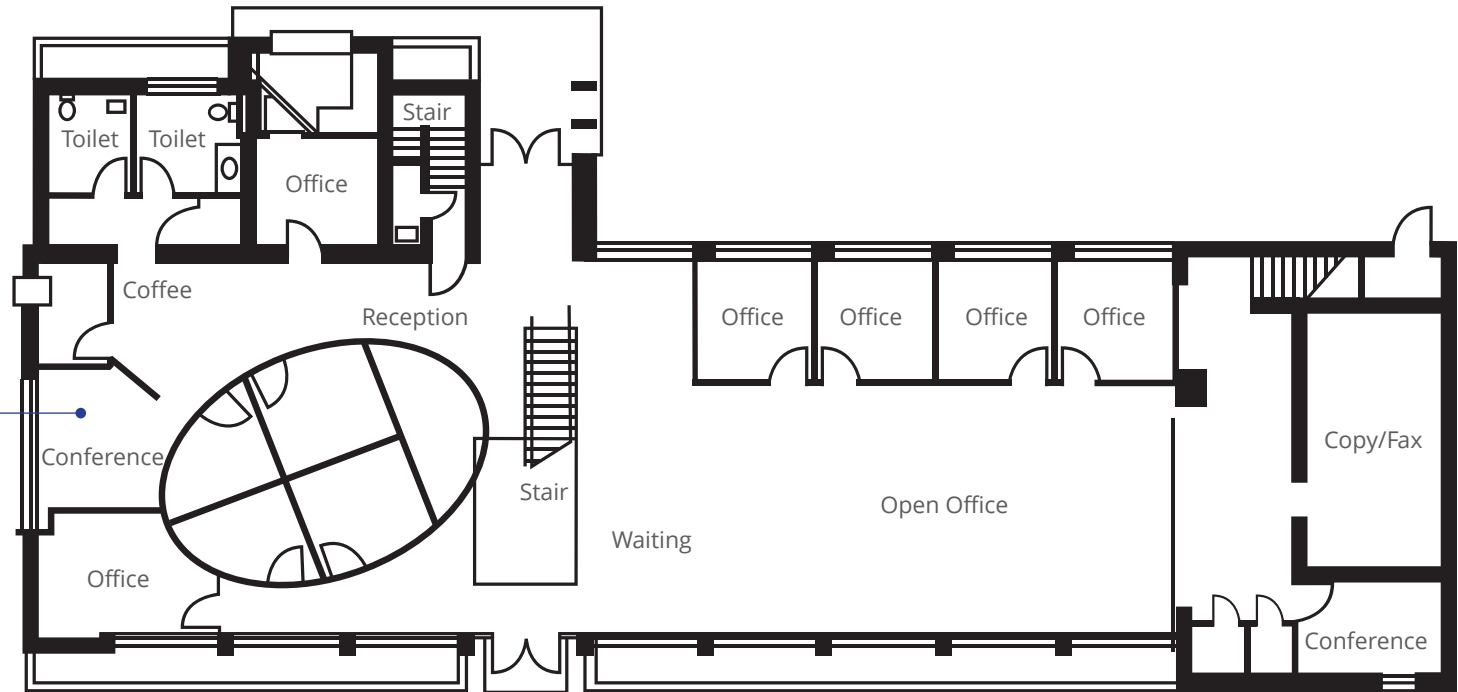 Stair
Toilet
Toilet
Office
Coffee
Reception
Office
Office
Office
Office
Conference
Copy/Fax
Stair
Open Office
Waiting
Office
Conference